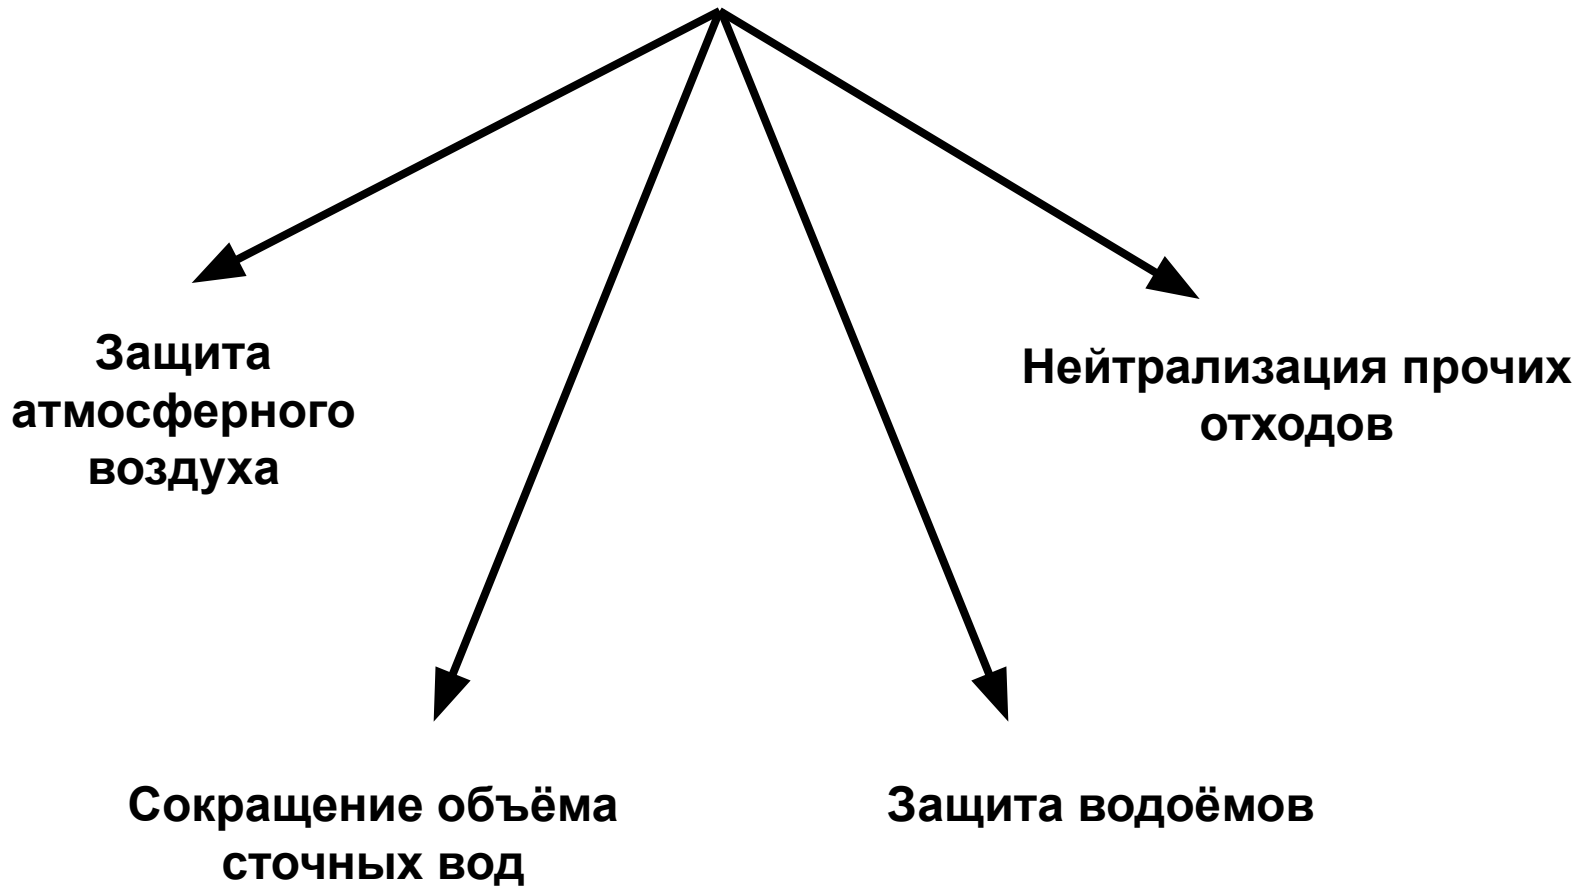 Защита
атмосферного
воздуха
Нейтрализация прочих
отходов
Сокращение объёма
сточных вод
Защита водоёмов